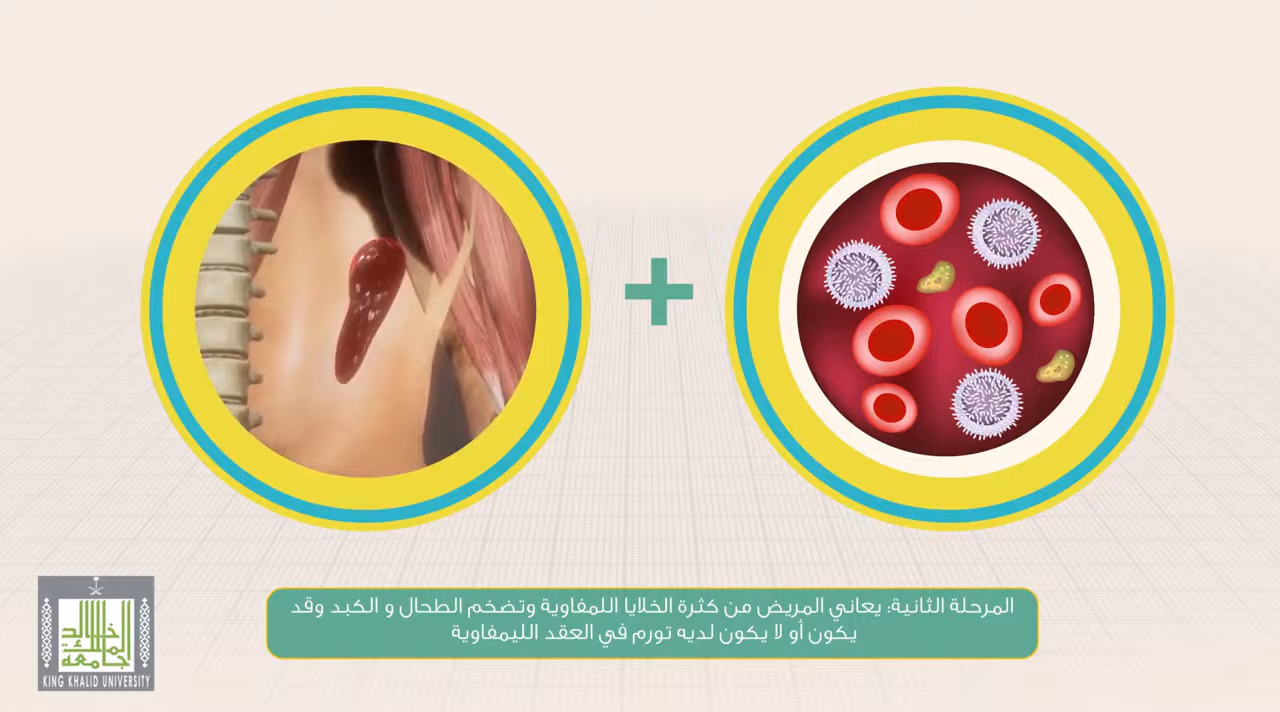 المرحلة الثانية: يعاني المريض من كثرة الخلايا اللمفاوية وتضخم الطحال و الكبد وقد
يكون أو لا يكون لديه تورم في العقد الليمفاوية
جامعة
الملك
خالد
KING KHALID UNIVERSITY